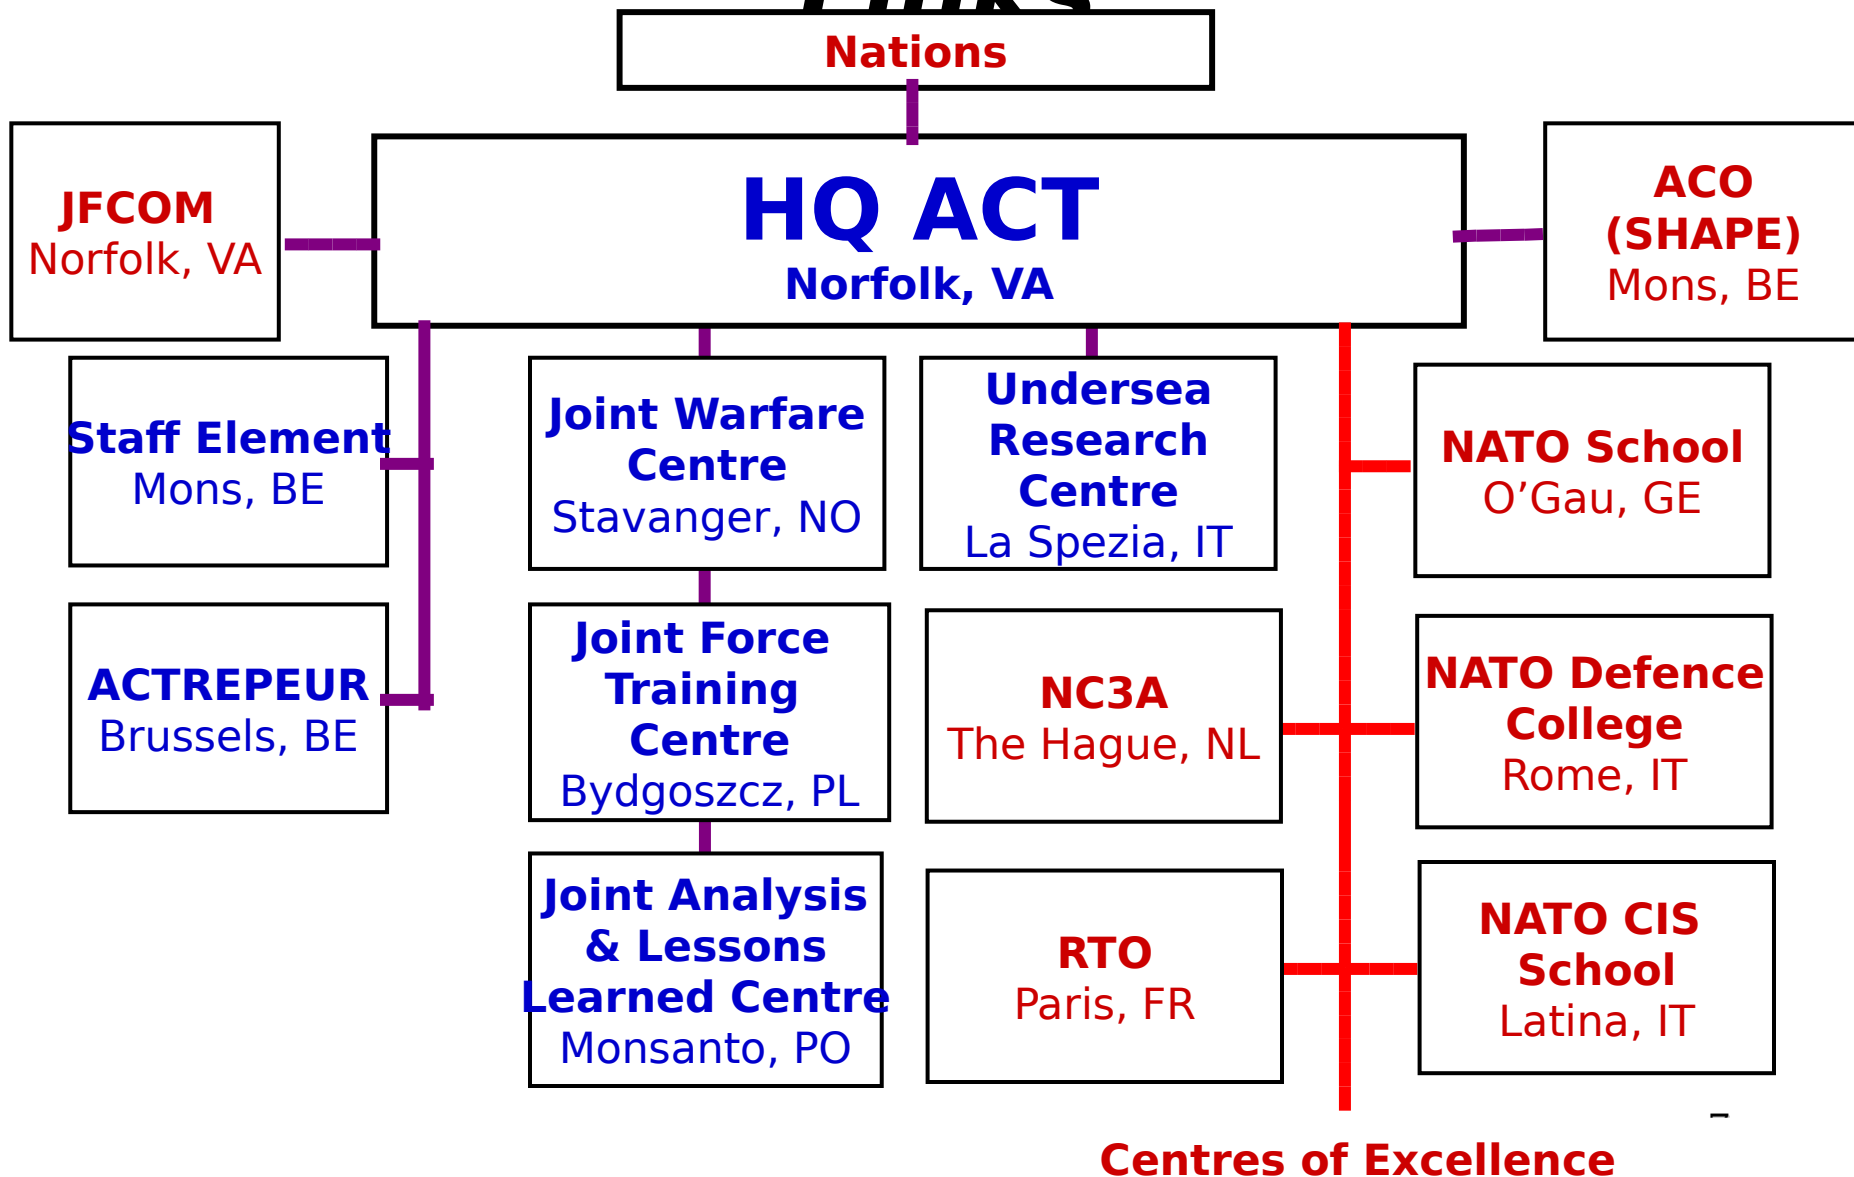 Nations
JFCOM
Norfolk, VA
HQ ACT
Norfolk, VA
ACO
(SHAPE)
Mons, BE
Staff Element
Mons, BE
Joint Warfare
Centre
Stavanger, NO
Undersea
Research
Centre
La Spezia, IT
NATO School
O’Gau, GE
ACTREPEUR
Brussels, BE
Joint Force
Training
Centre
Bydgoszcz, PL
NC3A
The Hague, NL
NATO Defence
College
Rome, IT
Joint Analysis
& Lessons
Learned Centre
Monsanto, PO
RTO
Paris, FR
NATO CIS
School
Latina, IT
Centres of Excellence